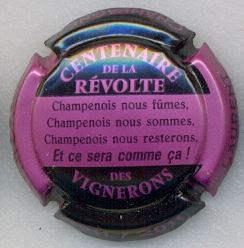 CENTENAIRE
DE LA
RÉVOLTE
Champenois nous fûmes,
Champenois nous sommes,
Champenois nous resterons,
Et ce sera comme ça !
DES
VIGNERONS
LAURENT